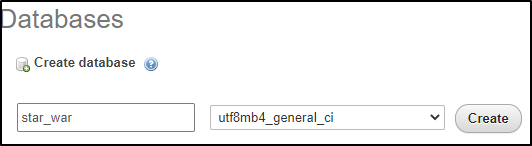 Databases
Create database
star_war utf8mb4_general_ci Create